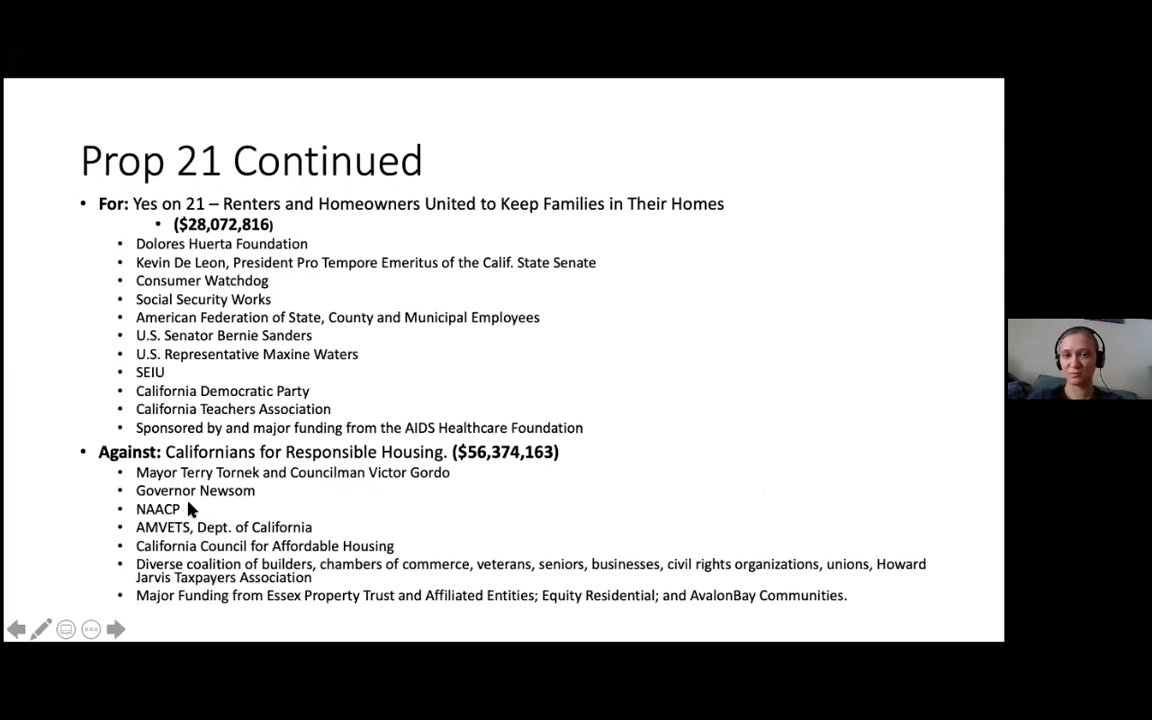 Prop 21 Continued
• For: Yes on 21 – Renters and Homeowners United to Keep Families in Their Homes
• ($28,072,816)
• Dolores Huerta Foundation
• Kevin De Leon, President Pro Tempore Emeritus of the Calif. State Senate
• Consumer Watchdog
• Social Security Works
• American Federation of State, County and Municipal Employees
• U.S. Senator Bernie Sanders
• U.S. Representative Maxine Waters
• SEIU
• California Democratic Party
• California Teachers Association
• Sponsored by and major funding from the AIDS Healthcare Foundation
• Against: Californians for Responsible Housing. ($56,374,163)
• Mayor Terry Tornek and Councilman Victor Gordo
• Governor Newsom
• NAACP
• AMVETS, Dept. of California
• California Council for Affordable Housing
• Diverse coalition of builders, chambers of commerce, veterans, seniors, businesses, civil rights organizations, unions, Howard
Jarvis Taxpayers Association
• Major Funding from Essex Property Trust and Affiliated Entities; Equity Residential; and AvalonBay Communities.